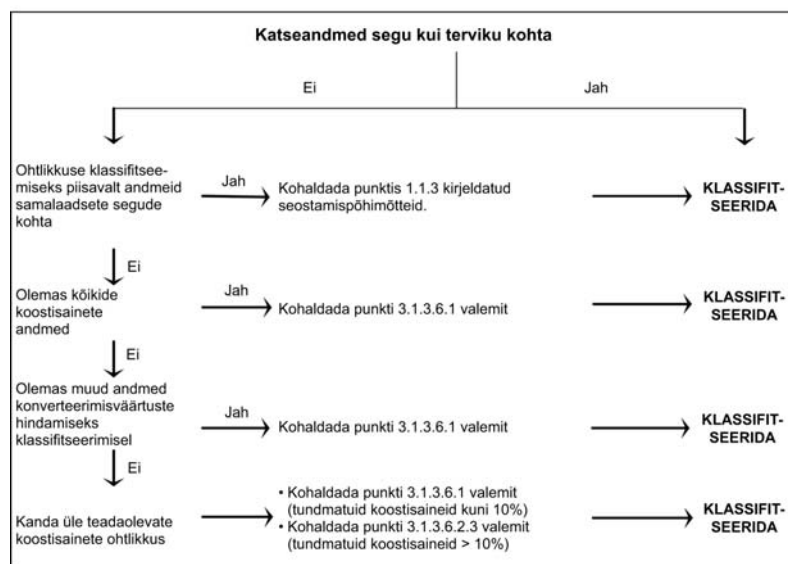 Katseandmed segu kui terviku kohta
Ei
Jah
Ohtlikkuse klassifitsee-
miseks piisavalt andmeid
samalaadsete segude
kohta
Jah
Kohaldada punktis 1.1.3 kirjeldatud
seostamispõhimõtteid.
KLASSIFIT-
SEERIDA
Ei
Olemas kõikide
koostisainete
andmed
Jah
Kohaldada punkti 3.1.3.6.1 valemit
KLASSIFIT-
SEERIDA
Ei
Olemas muud andmed
konverteerimisväärtuste
hindamiseks
klassifitseerimisel
Jah
Kohaldada punkti 3.1.3.6.1 valemit
KLASSIFIT-
SEERIDA
Ei
Kanda üle teadaolevate
koostisainete ohtlikkus
• Kohaldada punkti 3.1.3.6.1 valemit
(tundmatuid koostisaineid kuni 10%)
• Kohaldada punkti 3.1.3.6.2.3 valemit
(tundmatuid koostisaineid > 10%)
KLASSIFIT-
SEERIDA